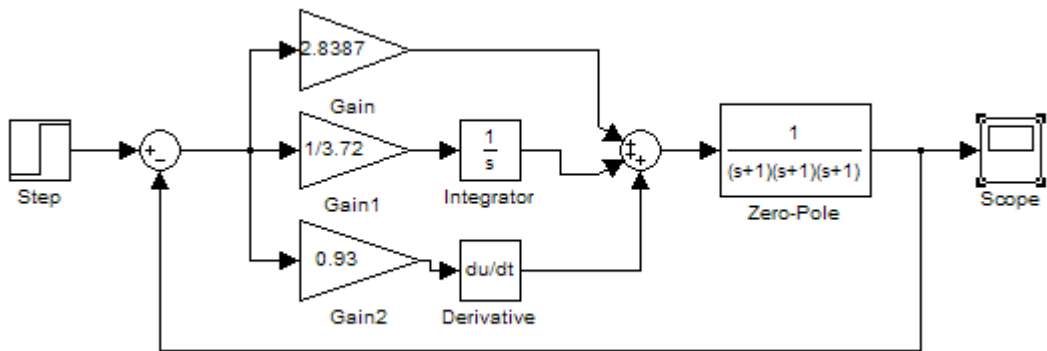 2.8387
Gain
Step
+
−
1/3.72
Gain1
1
s
Integrator
+
+
+
1
(s+1)(s+1)(s+1)
Zero-Pole
Scope
0.93
Gain2
du/dt
Derivative